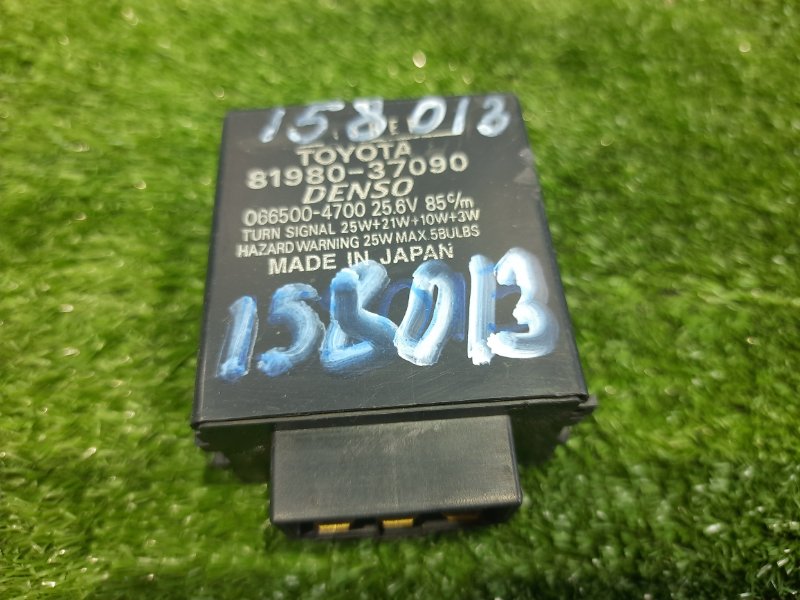 158013
TOYOTA
81980-37090
DENSO
066500-4700 25.6V 85c/m
TURN SIGNAL 25W+21W+10W+3W
HAZARD WARNING 25W MAX.5BULBS
MADE IN JAPAN
158013